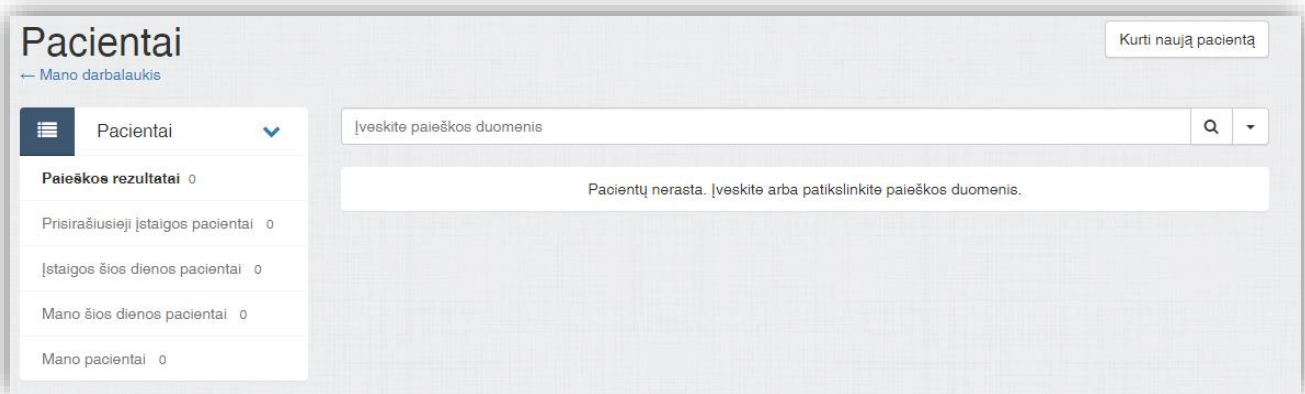 Pacientai
Kurti naują pacientą
← Mano darbalaukis
Pacientai
Įveskite paieškos duomenis
Paieškos rezultatai 0
Pacientų nerasta. Įveskite arba patikslinkite paieškos duomenis.
Prisirašiusieji įstaigos pacientai 0
Įstaigos šios dienos pacientai 0
Mano šios dienos pacientai 0
Mano pacientai 0